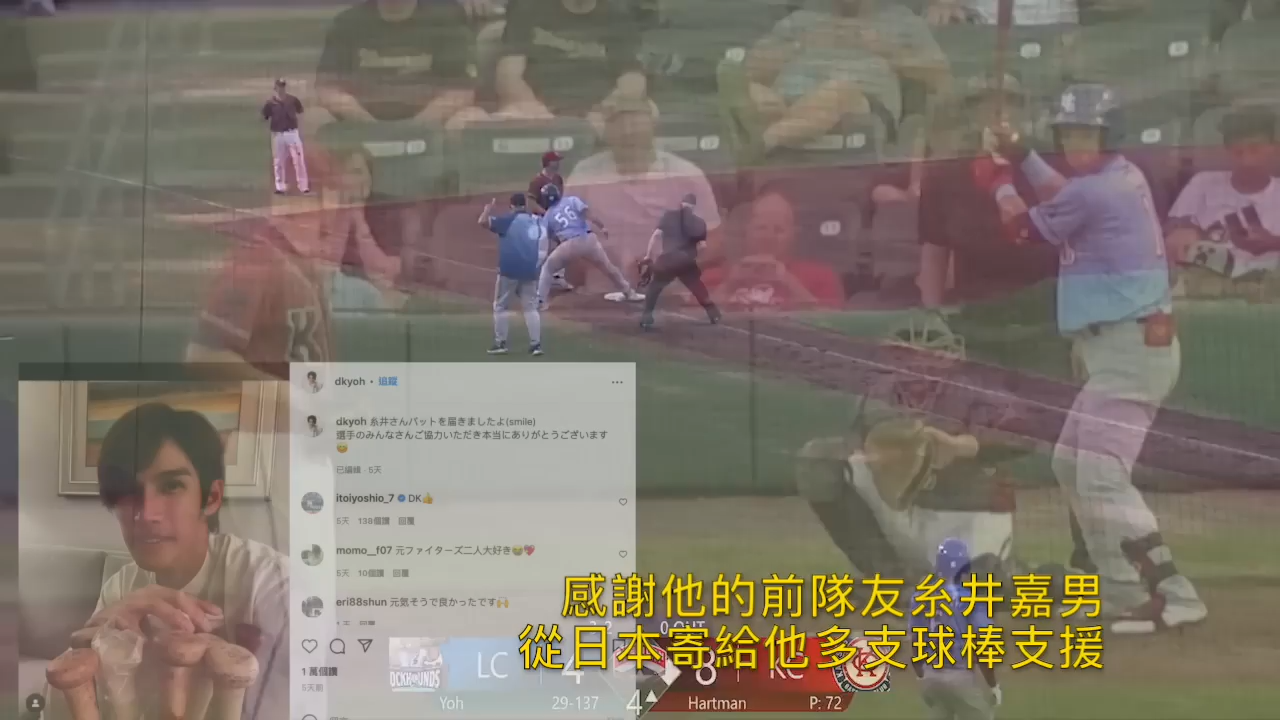 56
K
dkyoh • 追蹤
dkyoh 糸井さんバットを届きましたよ(smile)
選手のみんなさんご協力いただき本当にありがとうございます
已編輯 · 5天
itoiyoshio_7 DK👍
5天 138個讚 回覆
momo__f07 元ファイターズ二人大好き😭💖
5天 10個讚 回覆
eri88shun 元気そうで良かったです🙌
1 萬個讚
5天前
感謝他的前隊友糸井嘉男
從日本寄給他多支球棒支援
0 OUT
DOCKHOUNDS
LC 4 8 KC
Yoh 29-137 4 ▲ Hartman P: 72